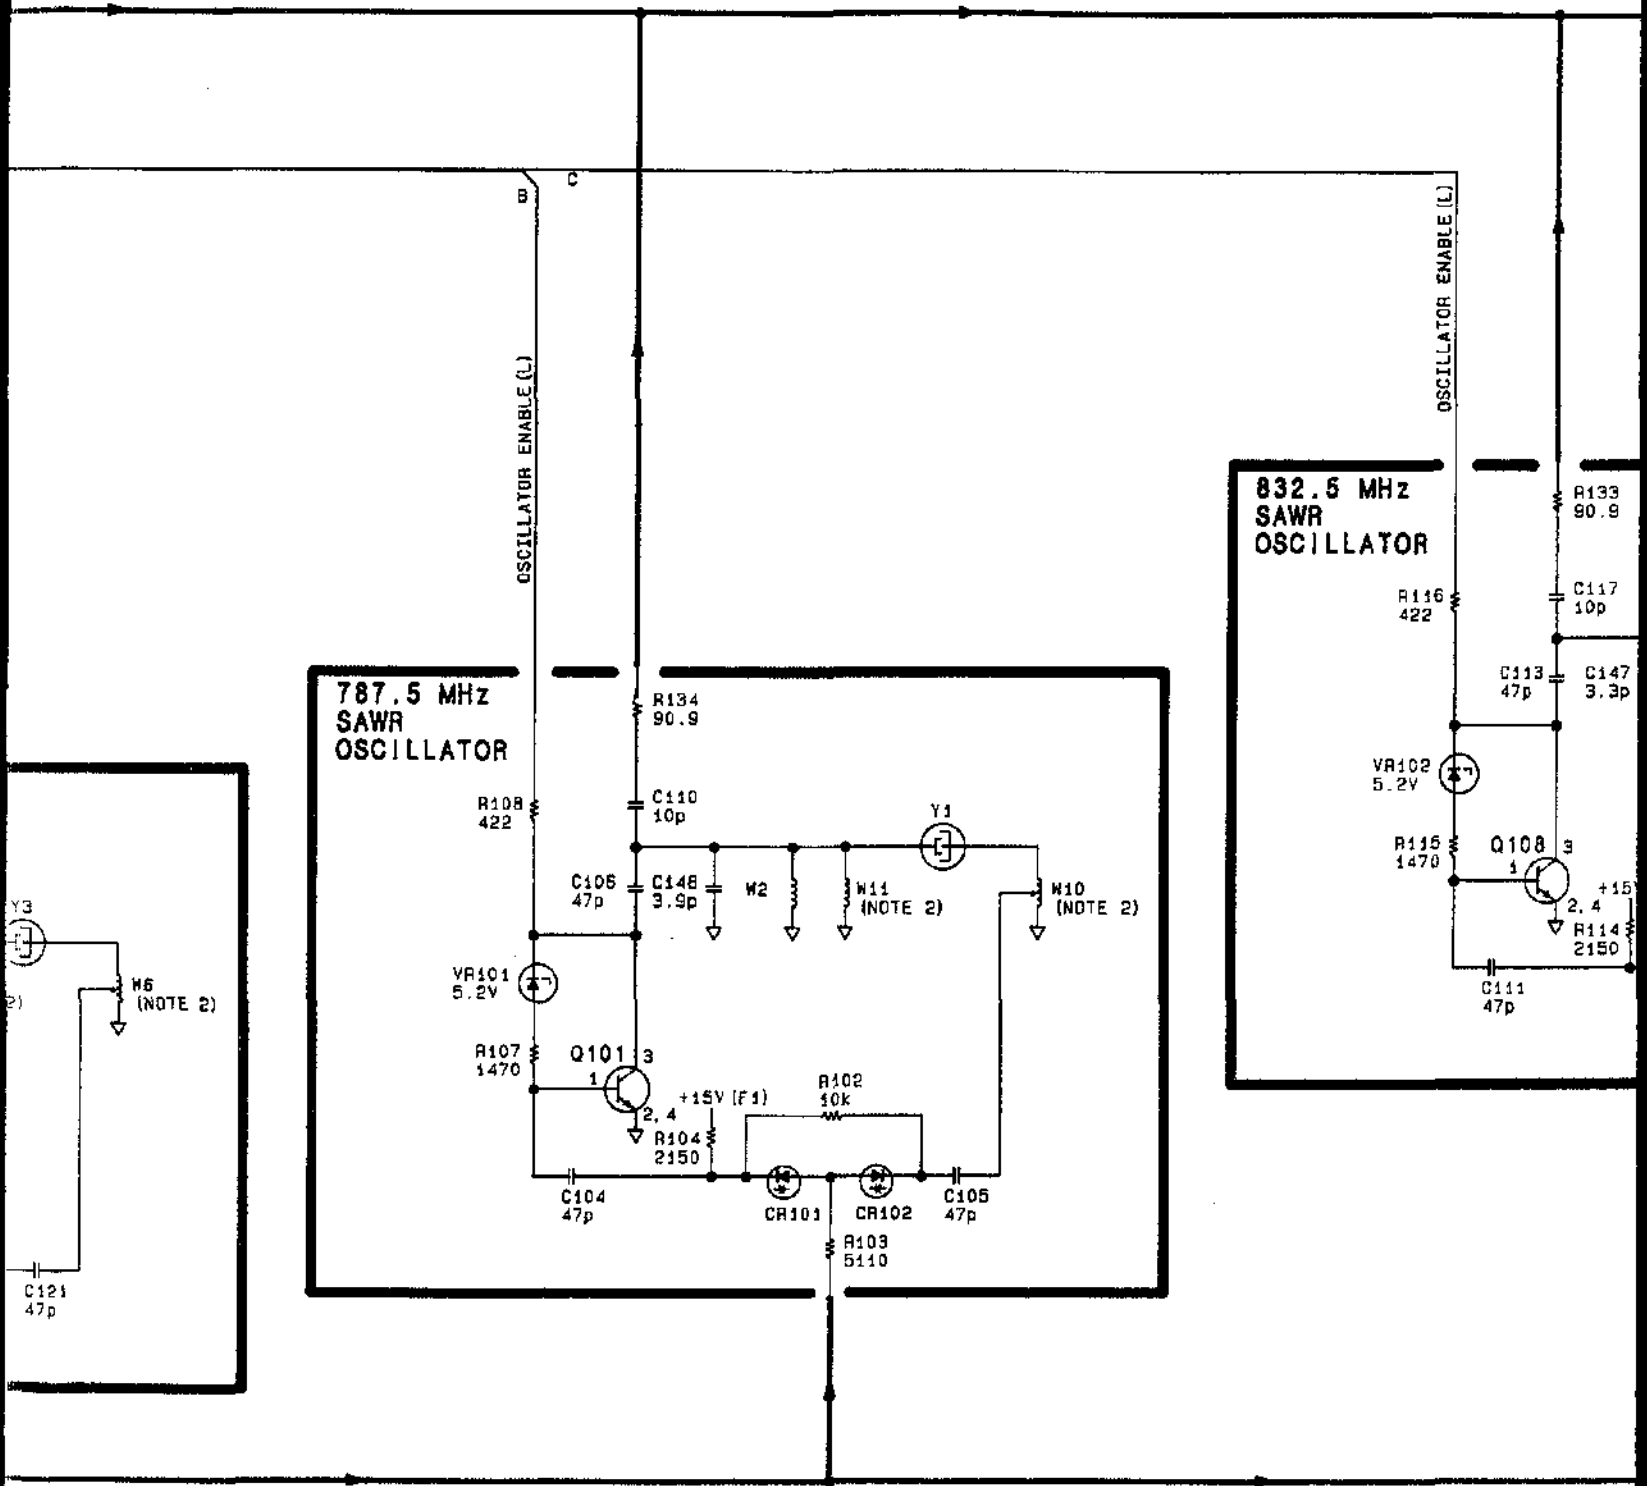 B
C
OSCILLATOR ENABLE(L)
OSCILLATOR ENABLE(L)
787.5 MHz
SAWR
OSCILLATOR
R134
90.9
R108
422
C110
10p
Y1
C106
47p
C148
3.9p
W2
W11
(NOTE 2)
W10
(NOTE 2)
VR101
5.2V
R107
1470
Q101
3
1
2,4
+15V(F1)
R104
2150
R102
10k
C104
47p
CR101
CR102
C105
47p
R103
5110
Y3
2)
W6
(NOTE 2)
C121
47p
832.5 MHz
SAWR
OSCILLATOR
R133
90.9
R116
422
C117
10p
C113
47p
C147
3.3p
VR102
5.2V
R115
1470
Q108
3
1
+15
2,4
R114
2150
C111
47p